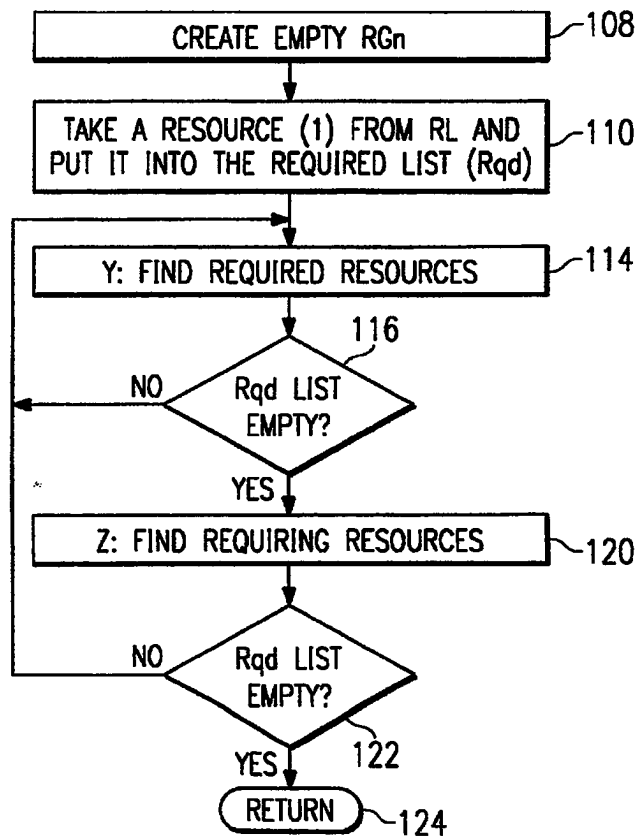 CREATE EMPTY RGn
108
TAKE A RESOURCE (1) FROM RL AND
PUT IT INTO THE REQUIRED LIST (Rqd)
110
Y: FIND REQUIRED RESOURCES
114
116
NO
Rqd LIST
EMPTY?
YES
Z: FIND REQUIRING RESOURCES
120
NO
Rqd LIST
EMPTY?
122
YES
RETURN
124